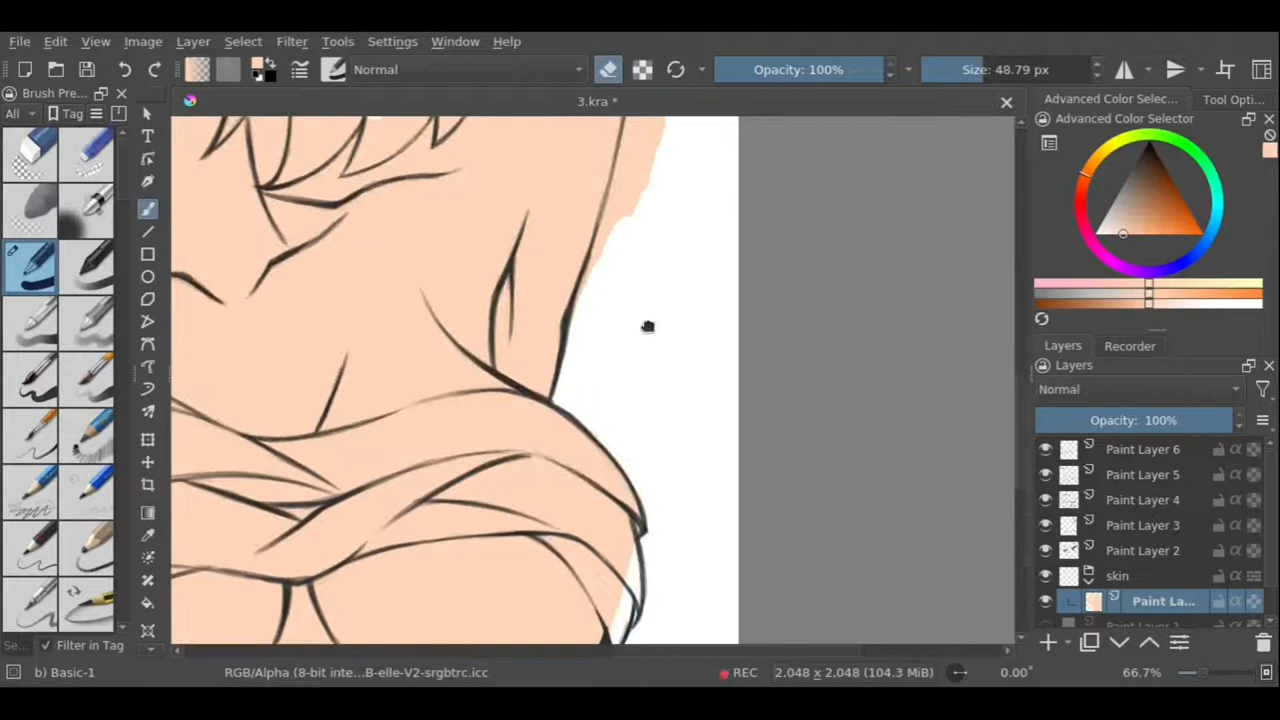 File Edit View Image Layer Select Filter Tools Settings Window Help
Normal Opacity: 100% Size: 48.79 px
Brush Pre...
All Tag
3.kra *
Advanced Color Selec... Tool Opti...
Advanced Color Selector
Layers Recorder
Layers
Normal
Opacity: 100%
Paint Layer 6
Paint Layer 5
Paint Layer 4
Paint Layer 3
Paint Layer 2
skin
Paint La...
Paint Layer 1
Se... Filter in Tag
b) Basic-1 RGB/Alpha (8-bit inte...B-elle-V2-srgbtrc.icc REC 2,048 x 2,048 (104.3 MiB) 0.00° 66.7%